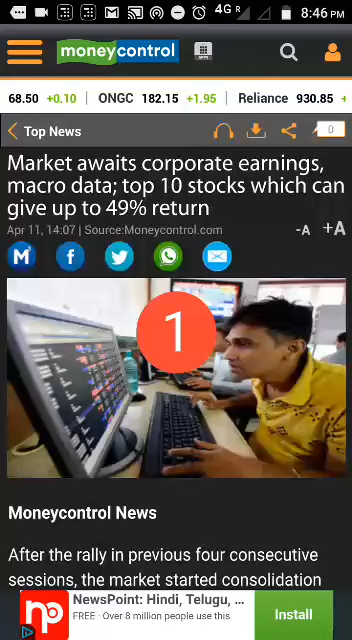 4G R 8:46 PM
moneycontrol
APPS
68.50 +0.10 | ONGC 182.15 +1.95 | Reliance 930.85 +
Top News
0
Market awaits corporate earnings,
macro data; top 10 stocks which can
give up to 49% return
Apr 11, 14:07 | Source:Moneycontrol.com
-A +A
1
Moneycontrol News
After the rally in previous four consecutive
sessions, the market started consolidation
NewsPoint: Hindi, Telugu, ...
FREE · Over 8 million people use this
np
Install